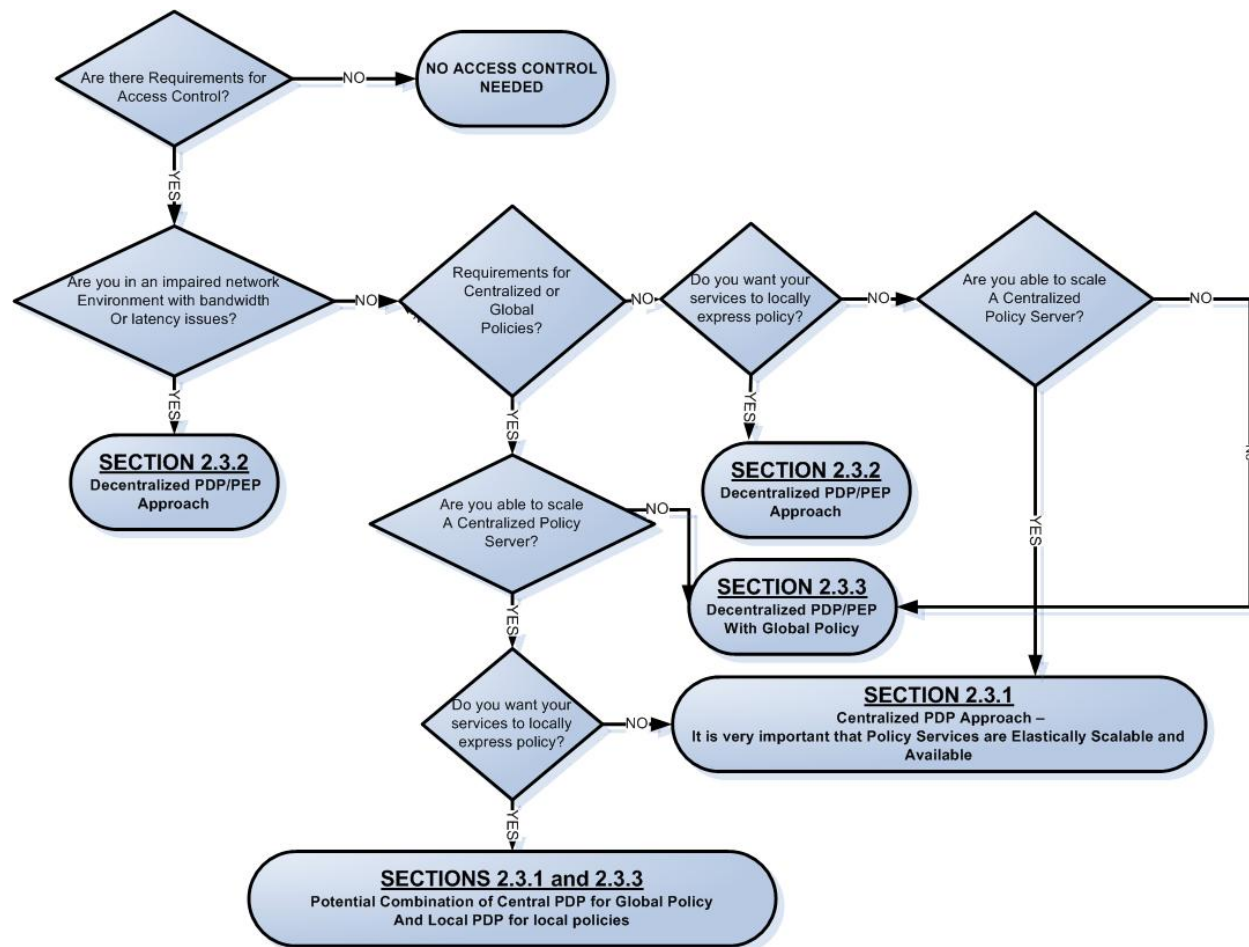 Are there Requirements for
Access Control?
NO
NO ACCESS CONTROL
NEEDED
YES
Are you in an impaired network
Environment with bandwidth
Or latency issues?
NO
Requirements for
Centralized or
Global
Policies?
NO
Do you want your
services to locally
express policy?
NO
Are you able to scale
A Centralized
Policy Server?
NO
YES
SECTION 2.3.2
Decentralized PDP/PEP
Approach
YES
Are you able to scale
A Centralized Policy
Server?
NO
YES
SECTION 2.3.2
Decentralized PDP/PEP
Approach
YES
NO
SECTION 2.3.3
Decentralized PDP/PEP
With Global Policy
YES
Do you want your
services to locally
express policy?
NO
SECTION 2.3.1
Centralized PDP Approach –
It is very important that Policy Services are Elastically Scalable and
Available
YES
SECTIONS 2.3.1 and 2.3.3
Potential Combination of Central PDP for Global Policy
And Local PDP for local policies